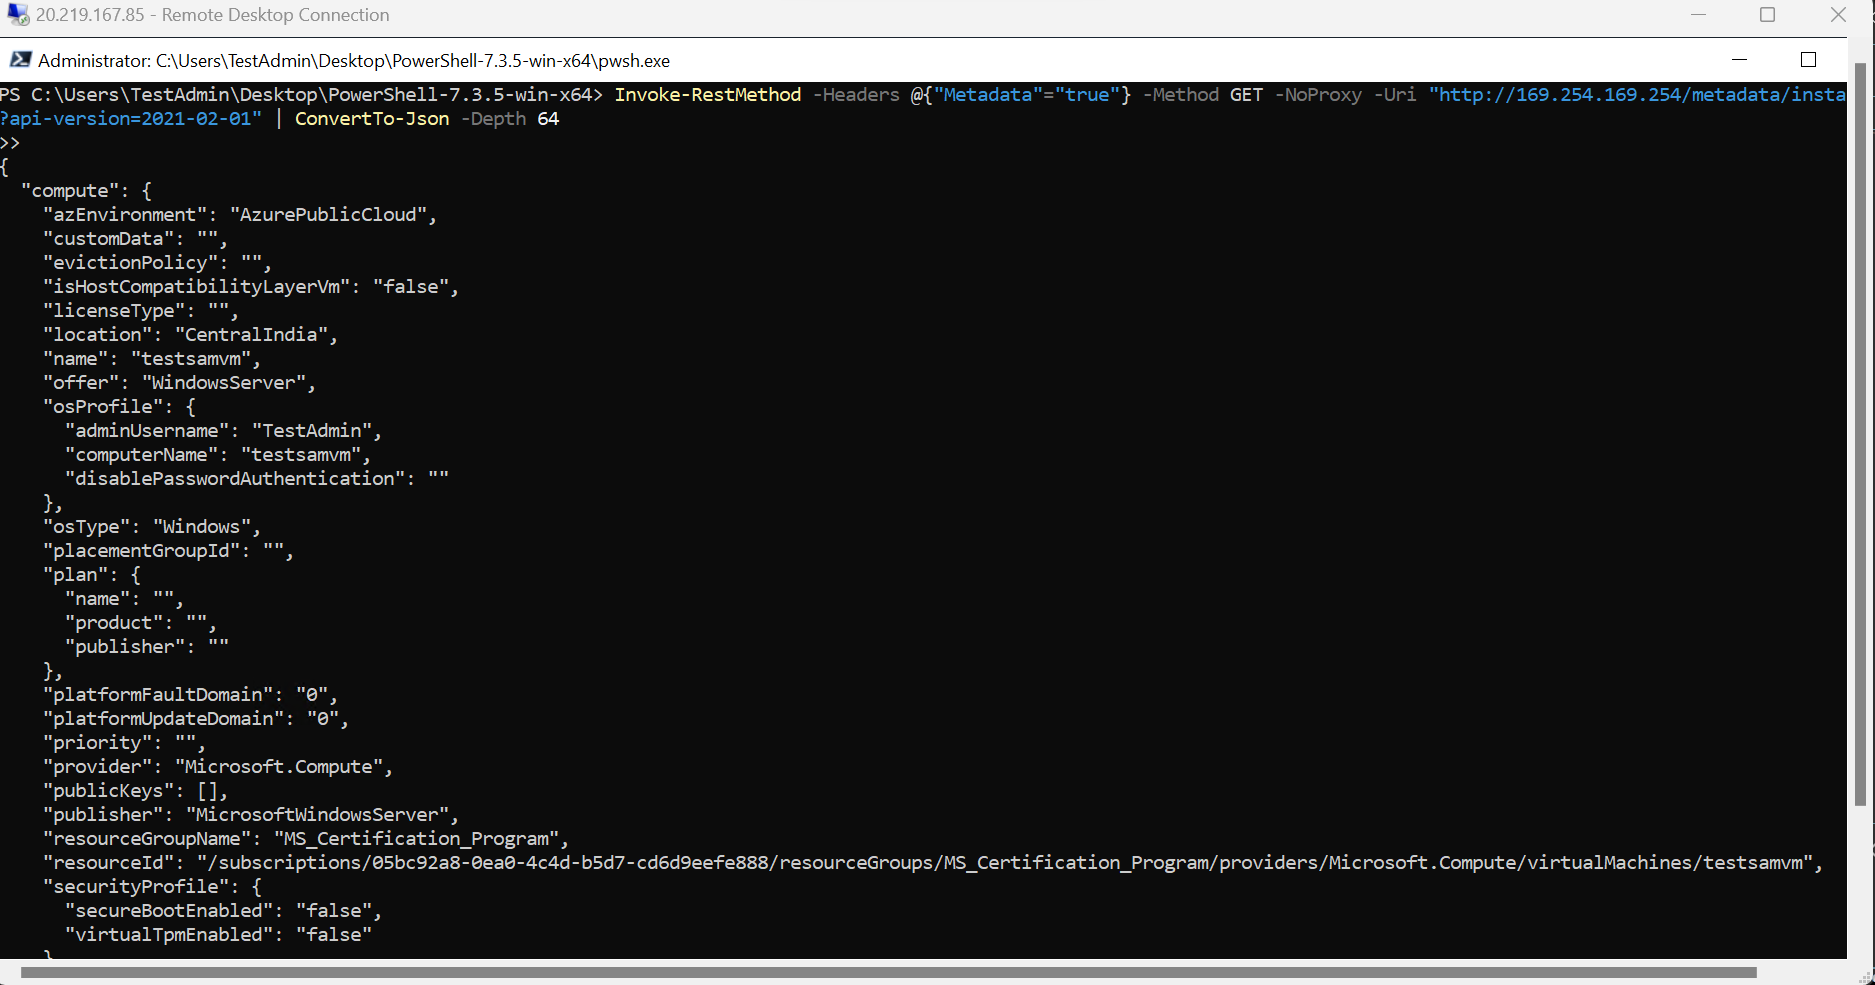 20.219.167.85 - Remote Desktop Connection
Administrator: C:\Users\TestAdmin\Desktop\PowerShell-7.3.5-win-x64\pwsh.exe
PS C:\Users\TestAdmin\Desktop\PowerShell-7.3.5-win-x64> Invoke-RestMethod -Headers @{"Metadata"="true"} -Method GET -NoProxy -Uri "http://169.254.169.254/metadata/insta
?api-version=2021-02-01" | ConvertTo-Json -Depth 64
>>
{
  "compute": {
    "azEnvironment": "AzurePublicCloud",
    "customData": "",
    "evictionPolicy": "",
    "isHostCompatibilityLayerVm": "false",
    "licenseType": "",
    "location": "CentralIndia",
    "name": "testsamvm",
    "offer": "WindowsServer",
    "osProfile": {
      "adminUsername": "TestAdmin",
      "computerName": "testsamvm",
      "disablePasswordAuthentication": ""
    },
    "osType": "Windows",
    "placementGroupId": "",
    "plan": {
      "name": "",
      "product": "",
      "publisher": ""
    },
    "platformFaultDomain": "0",
    "platformUpdateDomain": "0",
    "priority": "",
    "provider": "Microsoft.Compute",
    "publicKeys": [],
    "publisher": "MicrosoftWindowsServer",
    "resourceGroupName": "MS_Certification_Program",
    "resourceId": "/subscriptions/05bc92a8-0ea0-4c4d-b5d7-cd6d9eefe888/resourceGroups/MS_Certification_Program/providers/Microsoft.Compute/virtualMachines/testsamvm",
    "securityProfile": {
      "secureBootEnabled": "false",
      "virtualTpmEnabled": "false"
    }